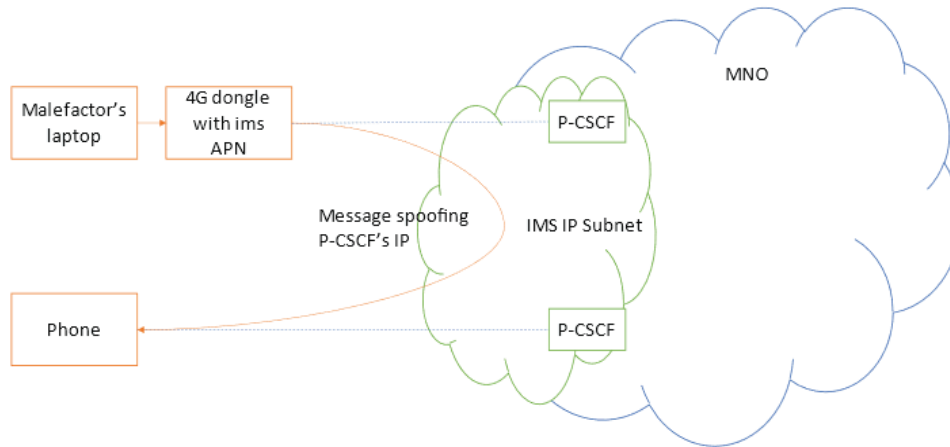 MNO
Malefactor's
laptop
4G dongle
with ims
APN
P-CSCF
Message spoofing
P-CSCF's IP
IMS IP Subnet
Phone
P-CSCF